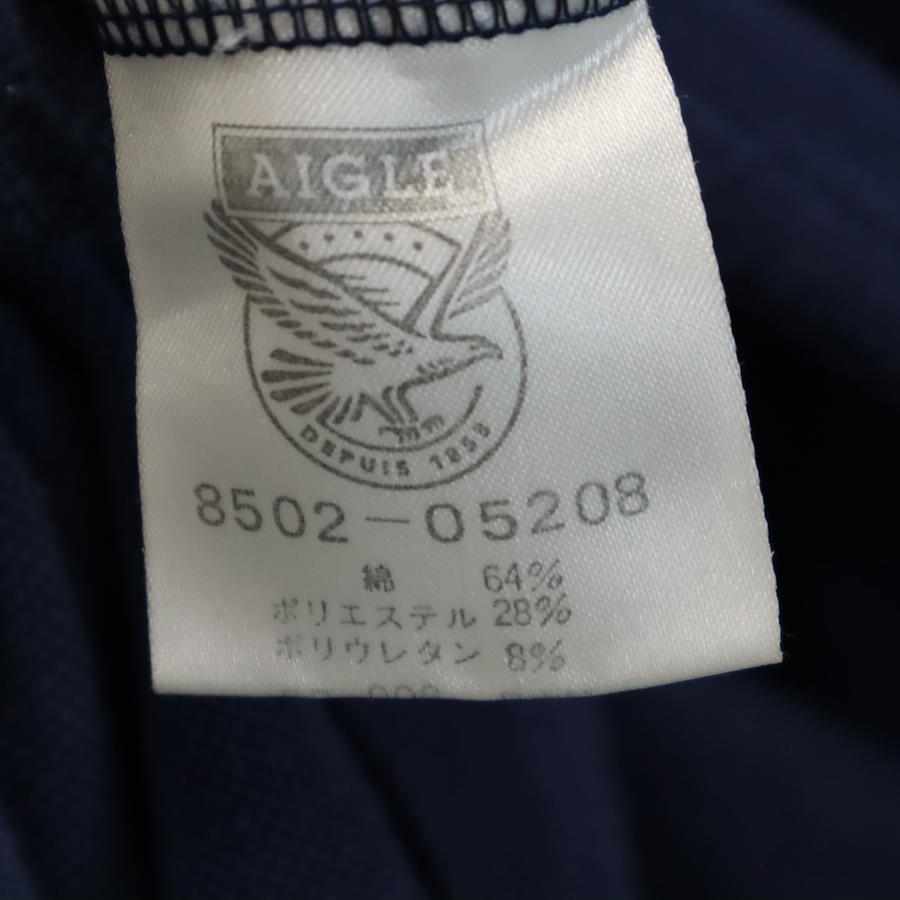 AIGLE
DEPUIS 1853
8502-05208
綿 64%
ポリエステル 28%
ポリウレタン 8%